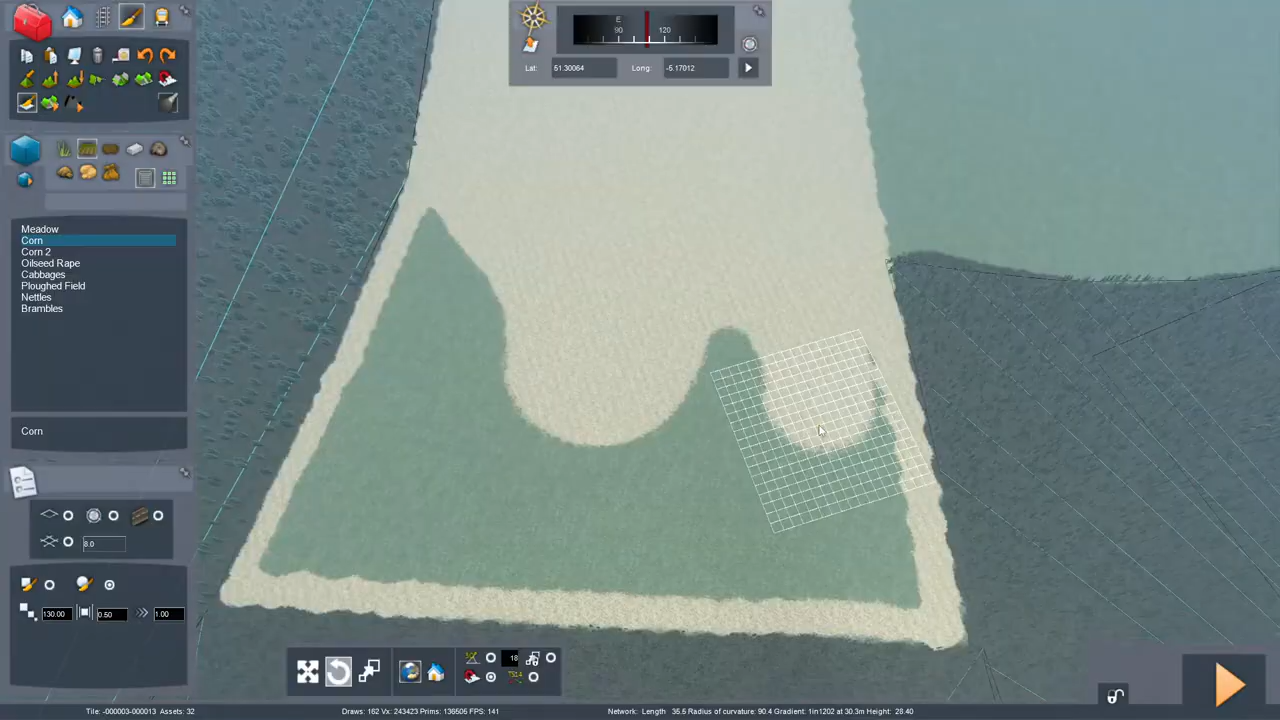 E
90 120
Lat: 51.30064 Long: -5.17012
Meadow
Corn
Corn 2
Oilseed Rape
Cabbages
Ploughed Field
Nettles
Brambles
Corn
8.0
130.00 0.50 1.00
18
Tile: -000003-000013 Assets: 32
Draws: 162 Vx: 243423 Prims: 136505 FPS: 141
Network: Length 35.5 Radius of curvature: 90.4 Gradient: 1in1202 at 30.3m Height: 28.40